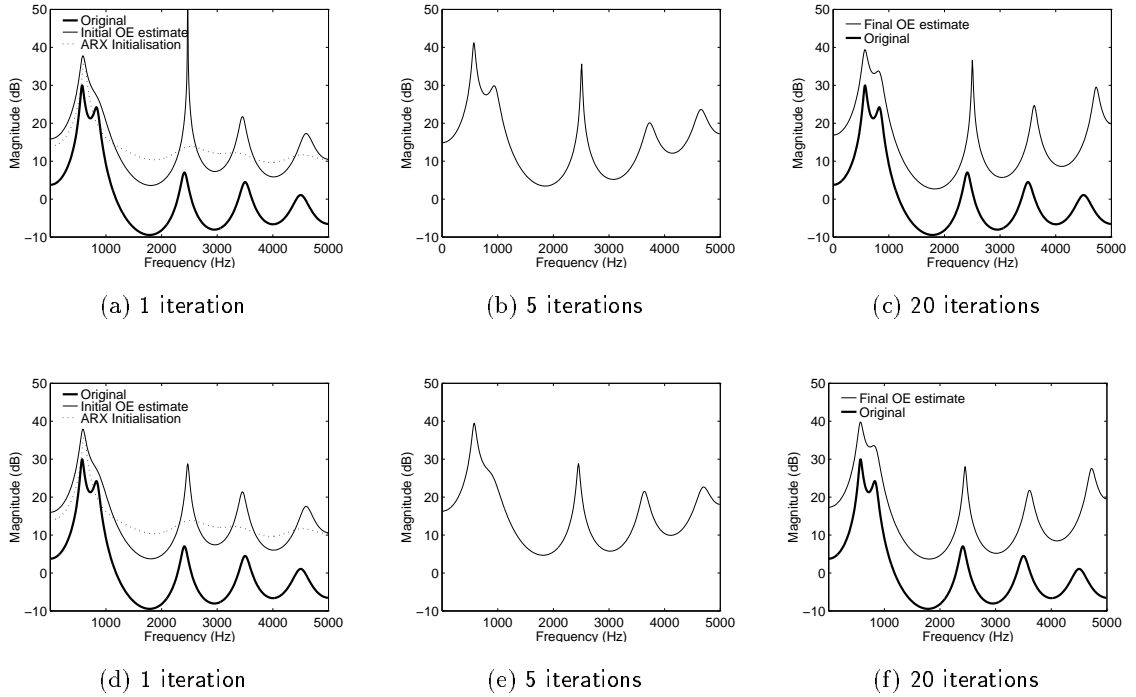 50
40
30
20
10
0
−10
Magnitude (dB)
Original
Initial OE estimate
ARX Initialisation
1000 2000 3000 4000 5000
Frequency (Hz)
(a) 1 iteration
50
40
30
20
10
0
−10
Magnitude (dB)
0 1000 2000 3000 4000 5000
Frequency (Hz)
(b) 5 iterations
50
40
30
20
10
0
−10
Magnitude (dB)
Final OE estimate
Original
0 1000 2000 3000 4000 5000
Frequency (Hz)
(c) 20 iterations
50
40
30
20
10
0
−10
Magnitude (dB)
Original
Initial OE estimate
ARX Initialisation
1000 2000 3000 4000 5000
Frequency (Hz)
(d) 1 iteration
50
40
30
20
10
0
−10
Magnitude (dB)
1000 2000 3000 4000 5000
Frequency (Hz)
(e) 5 iterations
50
40
30
20
10
0
−10
Magnitude (dB)
Final OE estimate
Original
1000 2000 3000 4000 5000
Frequency (Hz)
(f) 20 iterations